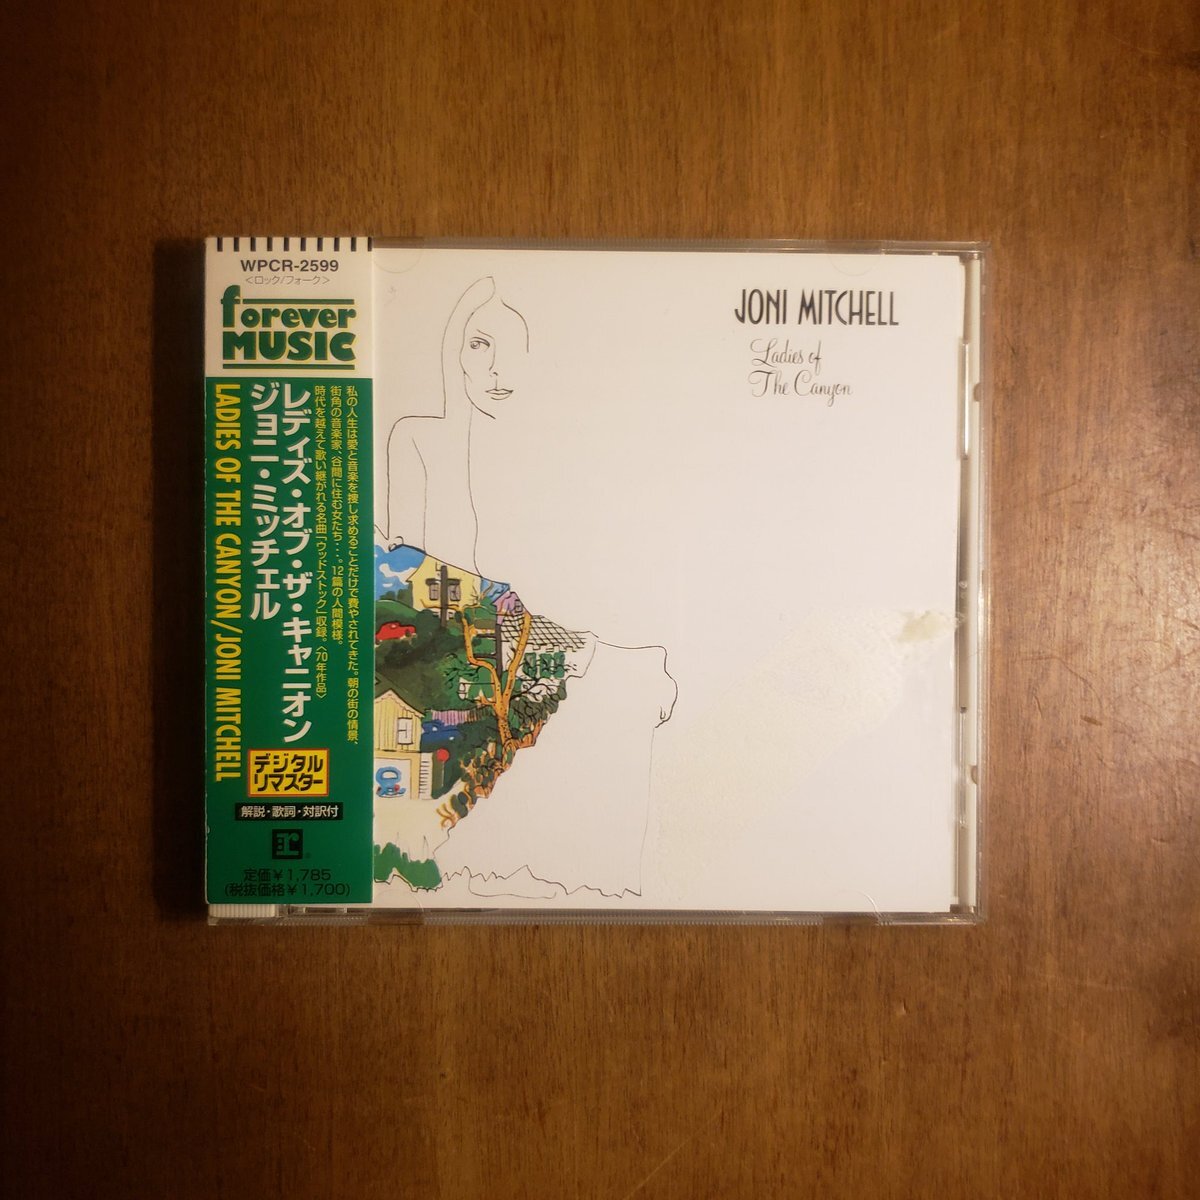 WPCR-2599
<ロック/フォーク>
forever
MUSIC
私の人生は愛と音楽を捜し求めることだけで費やされてきた。朝の街の情景、
街角の音楽家、谷間に住む女たち・・・。12篇の人間模様。
時代を越えて歌い継がれる名曲「ウッドストック」収録。〈70年作品〉
レディズ・オブ・ザ・キャニオン
ジョニ・ミッチェル
LADIES OF THE CANYON/JONI MITCHELL
デジタル
リマスター
解説・歌詞・対訳付
r
定価¥1,785
(税抜価格¥1,700)
JONI MITCHELL
Ladies of
The Canyon